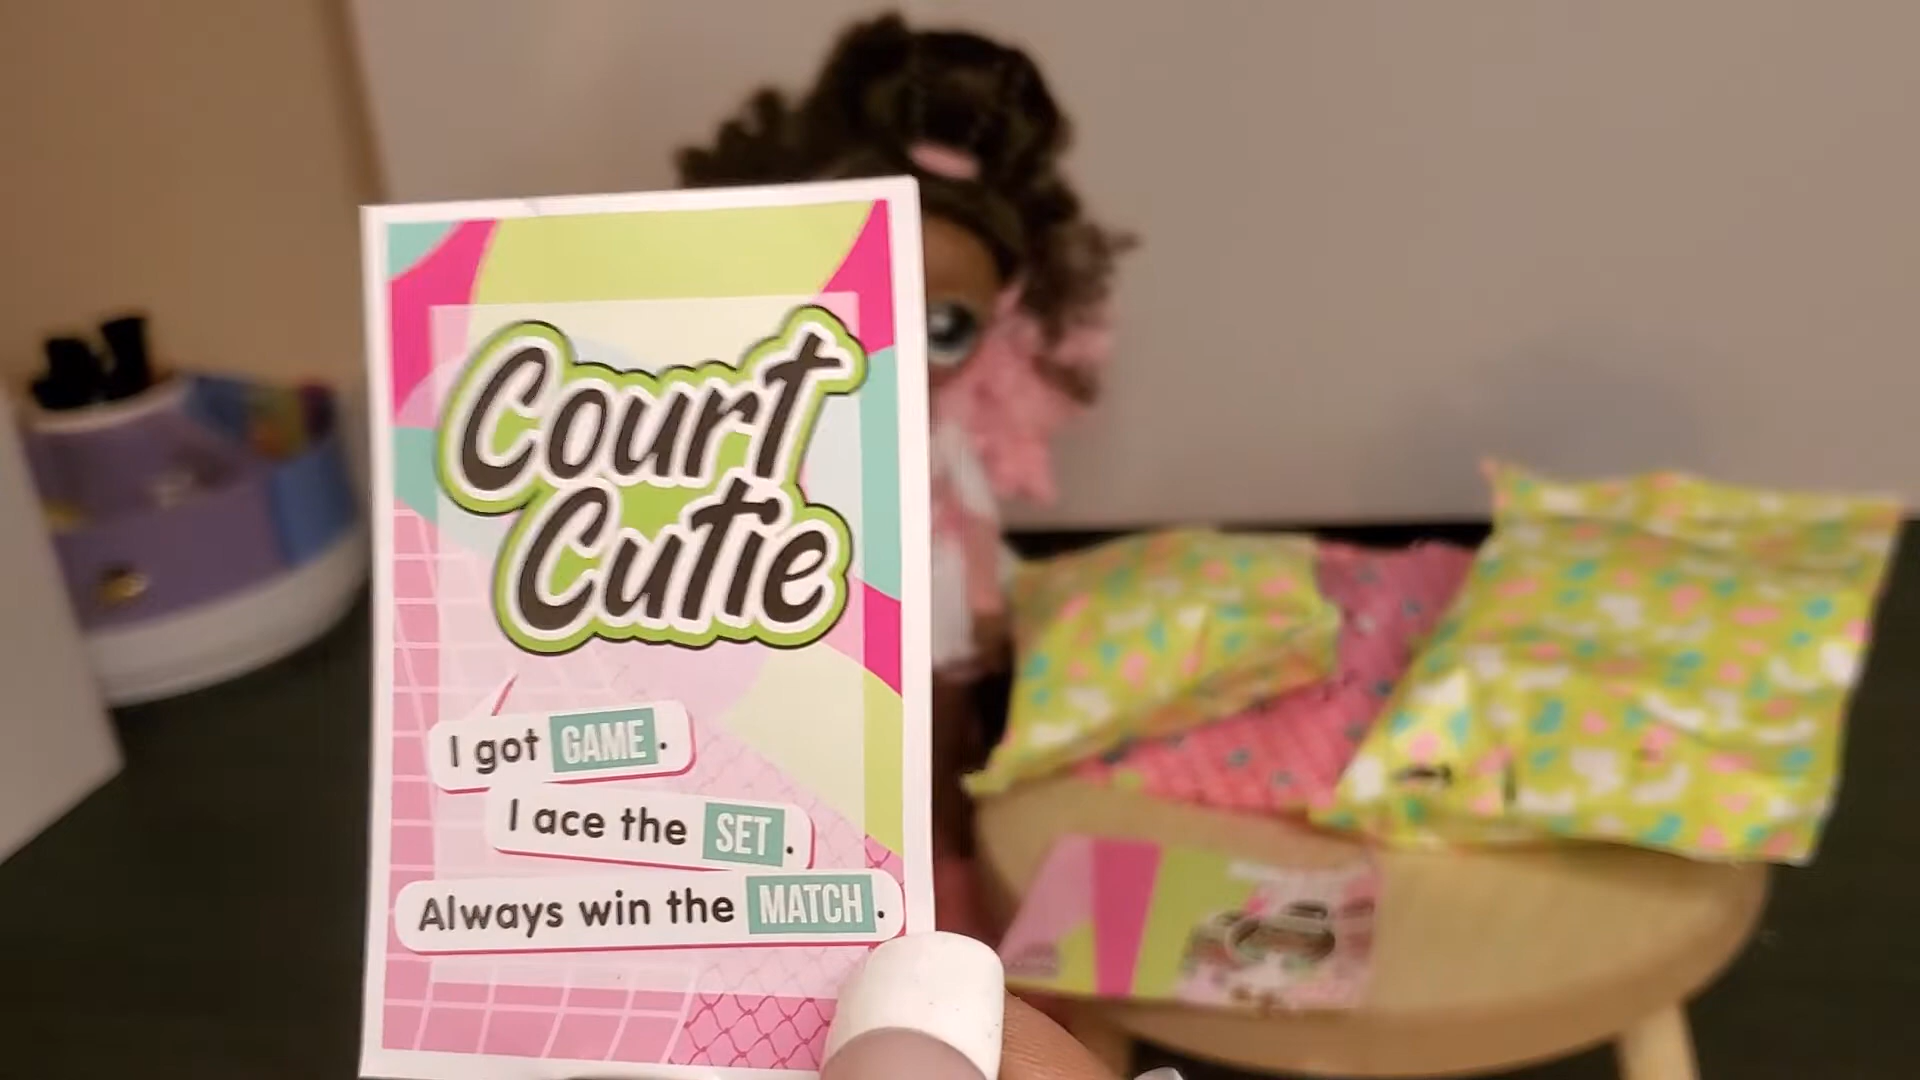 Court
Cutie
I got GAME.
I ace the SET.
Always win the MATCH.